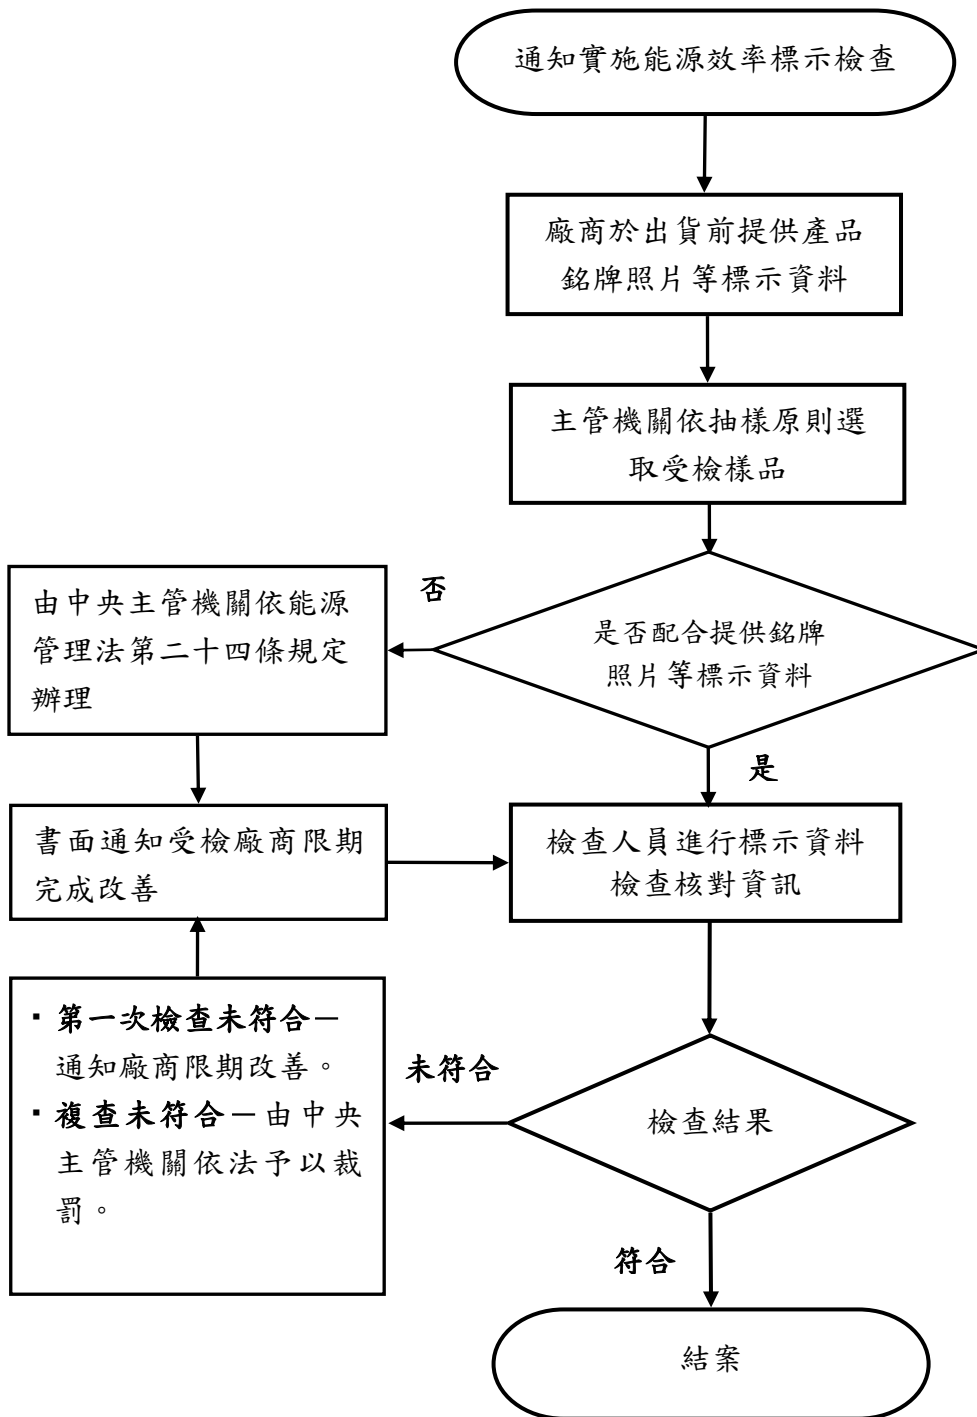 通知實施能源效率標示檢查
廠商於出貨前提供產品
銘牌照片等標示資料
主管機關依抽樣原則選
取受檢樣品
否
由中央主管機關依能源
管理法第二十四條規定
辦理
是否配合提供銘牌
照片等標示資料
是
書面通知受檢廠商限期
完成改善
檢查人員進行標示資料
檢查核對資訊
▪ 第一次檢查未符合－
通知廠商限期改善。
▪ 複查未符合－由中央
主管機關依法予以裁
罰。
未符合
檢查結果
符合
結案